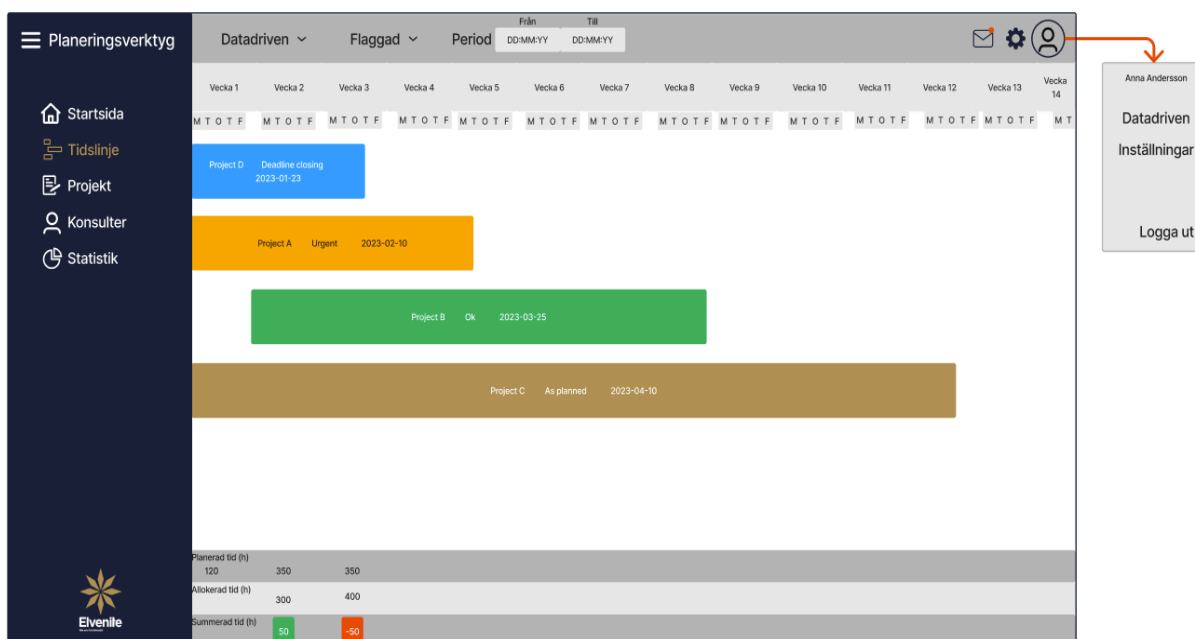 Planeringsverktyg
Startsida
Tidslinje
Projekt
Konsulter
Statistik
Elvenite
Datadriven
Flaggad
Period
Från
Till
DD:MM:YY
DD:MM:YY
Vecka 1
Vecka 2
Vecka 3
Vecka 4
Vecka 5
Vecka 6
Vecka 7
Vecka 8
Vecka 9
Vecka 10
Vecka 11
Vecka 12
Vecka 13
Vecka
14
M T O T F
M T O T F
M T O T F
M T O T F
M T O T F
M T O T F
M T O T F
M T O T F
M T O T F
M T O T F
M T O T F
M T O T F
M T O T F
M T
Project D Deadline closing
2023-01-23
Project A Urgent 2023-02-10
Project B Ok 2023-03-25
Project C As planned 2023-04-10
Planerad tid (h)
120 350 350
Allokerad tid (h)
300 400
Summerad tid (h)
50 -50
Anna Andersson
Datadriven
Inställningar
Logga ut